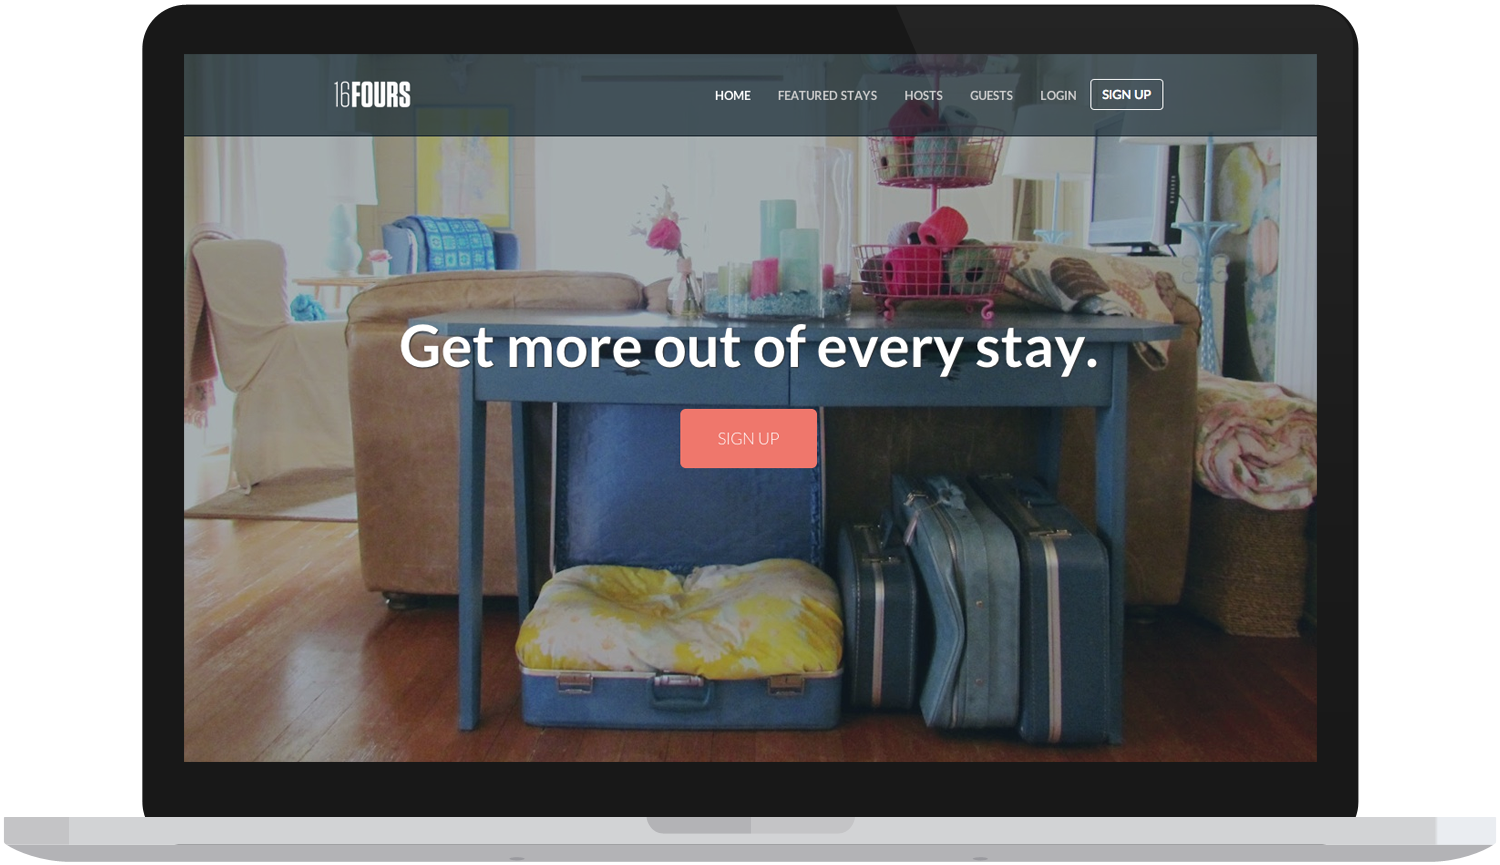 16FOURS
HOME FEATURED STAYS HOSTS GUESTS LOGIN SIGN UP
Get more out of every stay.
SIGN UP